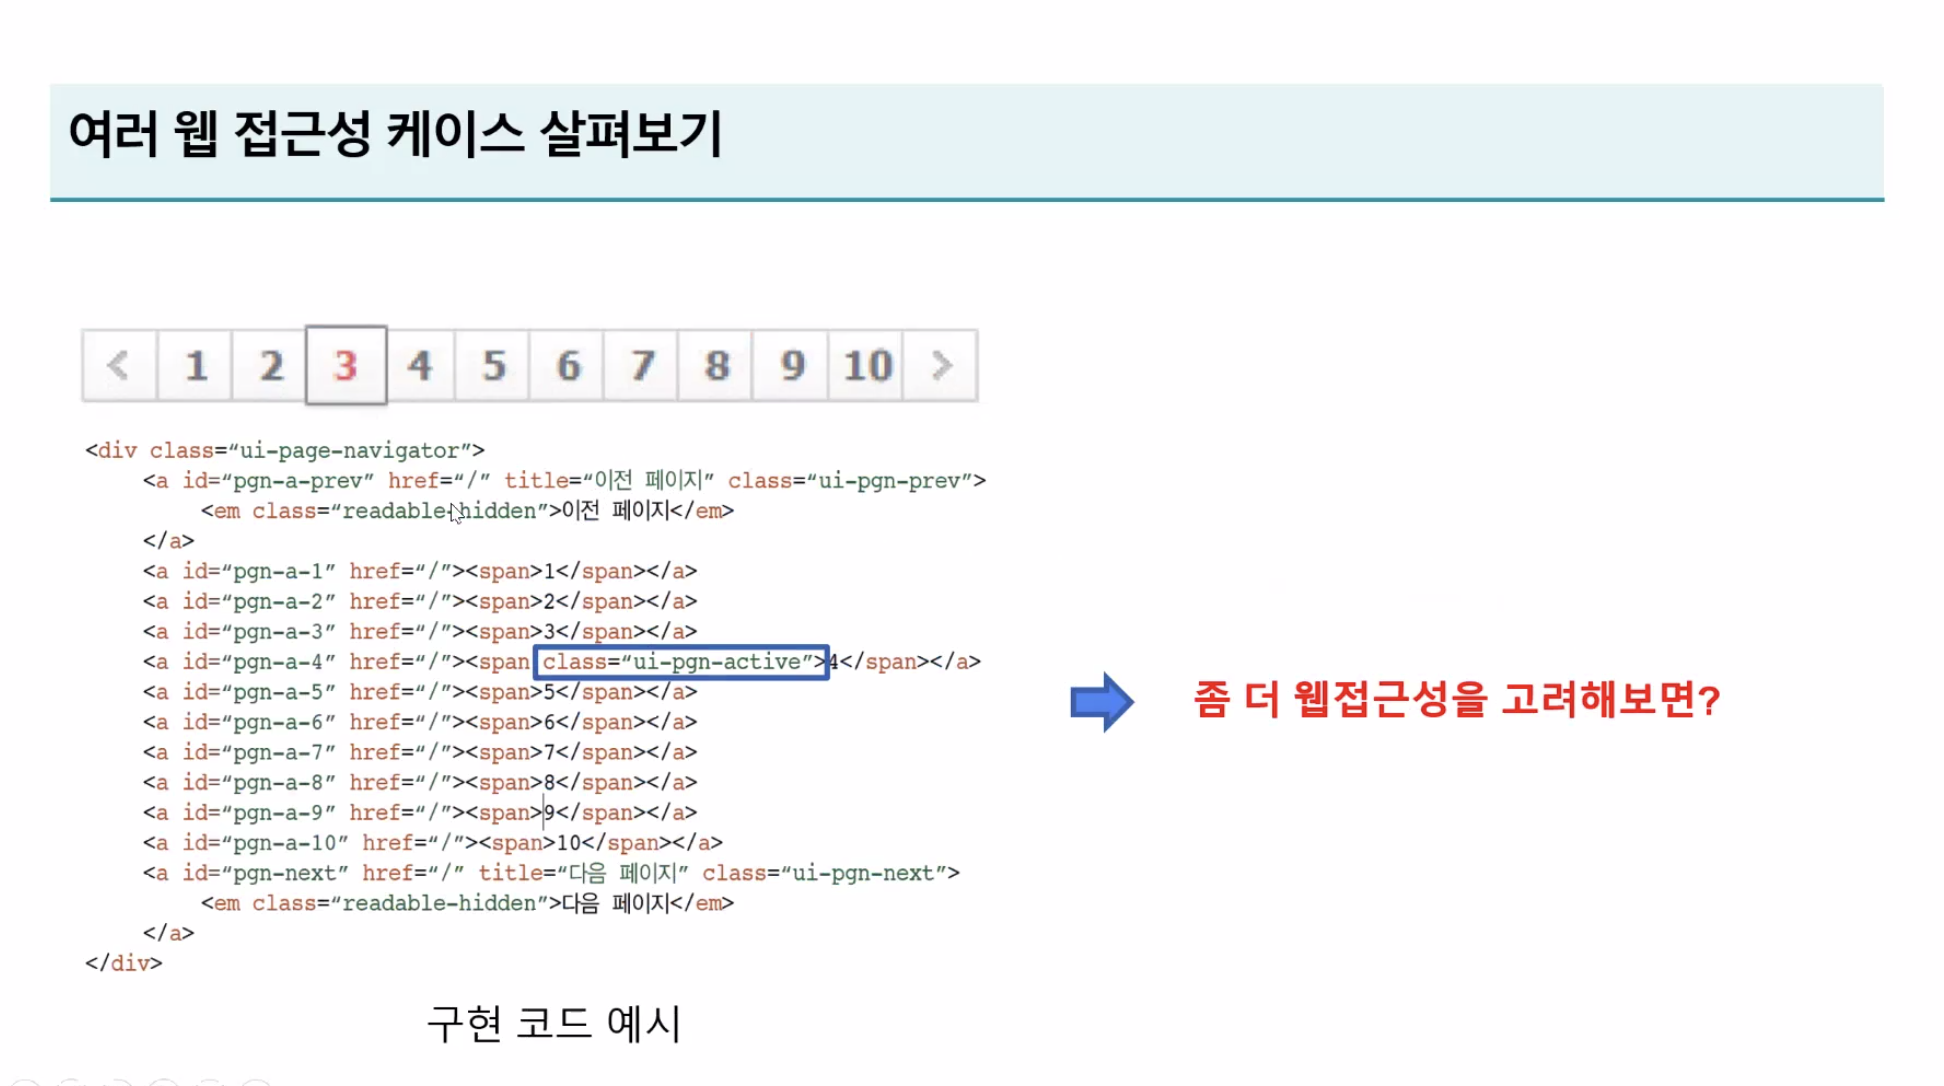 여러 웹 접근성 케이스 살펴보기
< 1 2 3 4 5 6 7 8 9 10 >
<div class=“ui-page-navigator”>
<a id=“pgn-a-prev” href=“/” title=“이전 페이지” class=“ui-pgn-prev”>
<em class=“readable-hidden”>이전 페이지</em>
</a>
<a id=“pgn-a-1” href=“/”><span>1</span></a>
<a id=“pgn-a-2” href=“/”><span>2</span></a>
<a id=“pgn-a-3” href=“/”><span>3</span></a>
<a id=“pgn-a-4” href=“/”><span class=“ui-pgn-active”>4</span></a>
<a id=“pgn-a-5” href=“/”><span>5</span></a>
<a id=“pgn-a-6” href=“/”><span>6</span></a>
<a id=“pgn-a-7” href=“/”><span>7</span></a>
<a id=“pgn-a-8” href=“/”><span>8</span></a>
<a id=“pgn-a-9” href=“/”><span>9</span></a>
<a id=“pgn-a-10” href=“/”><span>10</span></a>
<a id=“pgn-next” href=“/” title=“다음 페이지” class=“ui-pgn-next”>
<em class=“readable-hidden”>다음 페이지</em>
</a>
</div>
구현 코드 예시
좀 더 웹접근성을 고려해보면?